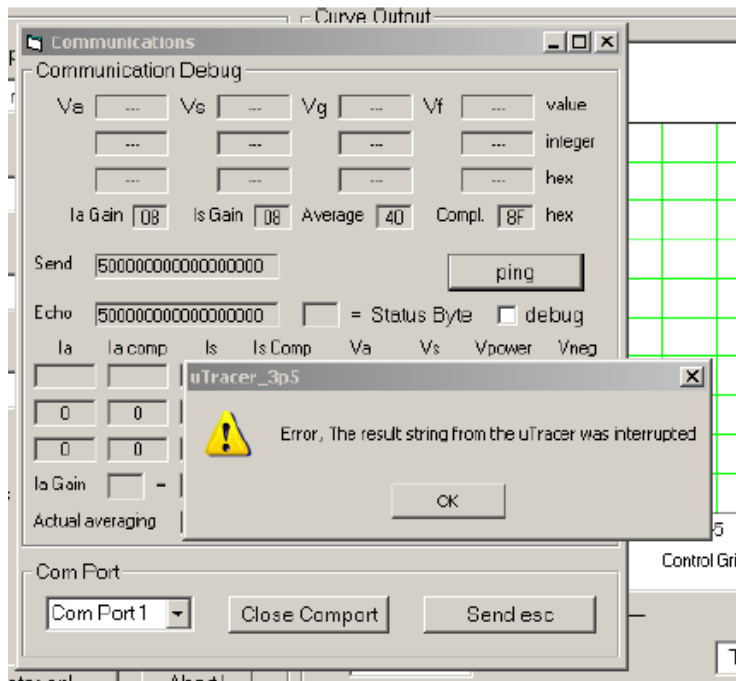 Curve Output
Communications
Communication Debug
Va --- Vs --- Vg --- Vf --- value
--- --- --- --- integer
--- --- --- --- hex
Ia Gain 08 Is Gain 08 Average 40 Compl. 8F hex
Send 500000000000000000 ping
Echo 500000000000000000 = Status Byte debug
Ia Ia comp Is Is Comp Va Vs Vpower Vneg
uTracer_3p5
0 0
Error, The result string from the uTracer was interrupted
0 0
Ia Gain =
OK
Actual averaging
-5
Control Gri
Com Port
Com Port 1 Close Comport Send esc
Abort